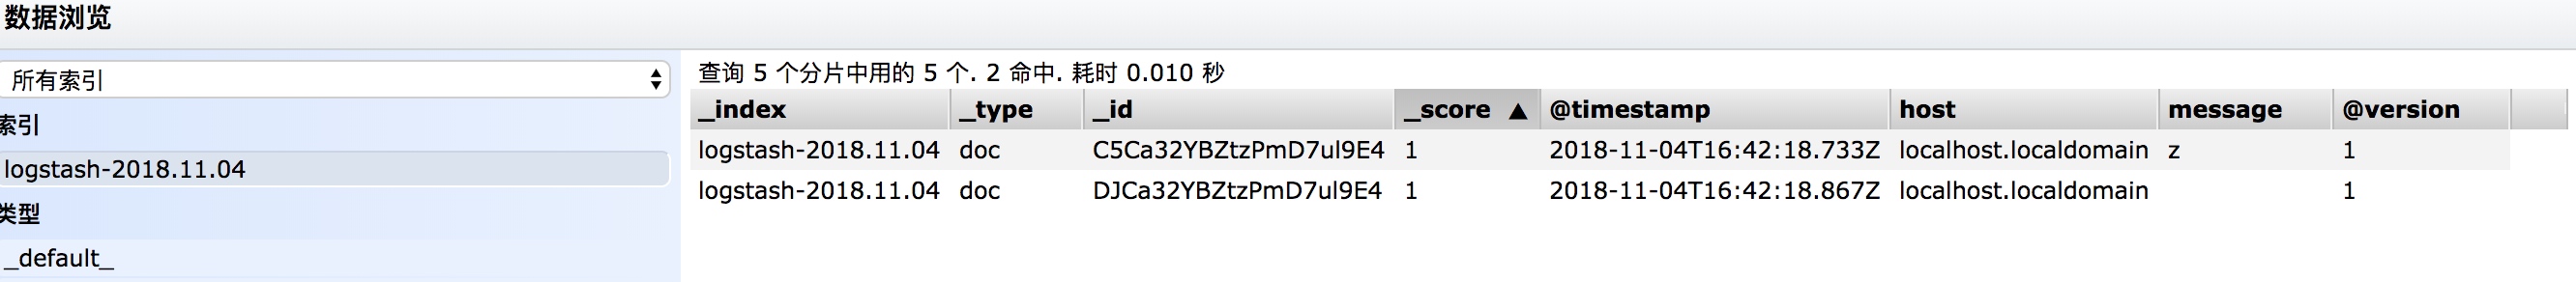 数据浏览
所有索引
索引
logstash-2018.11.04
类型
_default_
查询 5 个分片中用的 5 个. 2 命中. 耗时 0.010 秒
_index _type _id _score ▲ @timestamp host message @version
logstash-2018.11.04 doc C5Ca32YBZtzPmD7ul9E4 1 2018-11-04T16:42:18.733Z localhost.localdomain z 1
logstash-2018.11.04 doc DJCa32YBZtzPmD7ul9E4 1 2018-11-04T16:42:18.867Z localhost.localdomain 1